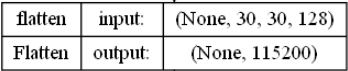 flatten input: (None, 30, 30, 128)
Flatten output: (None, 115200)